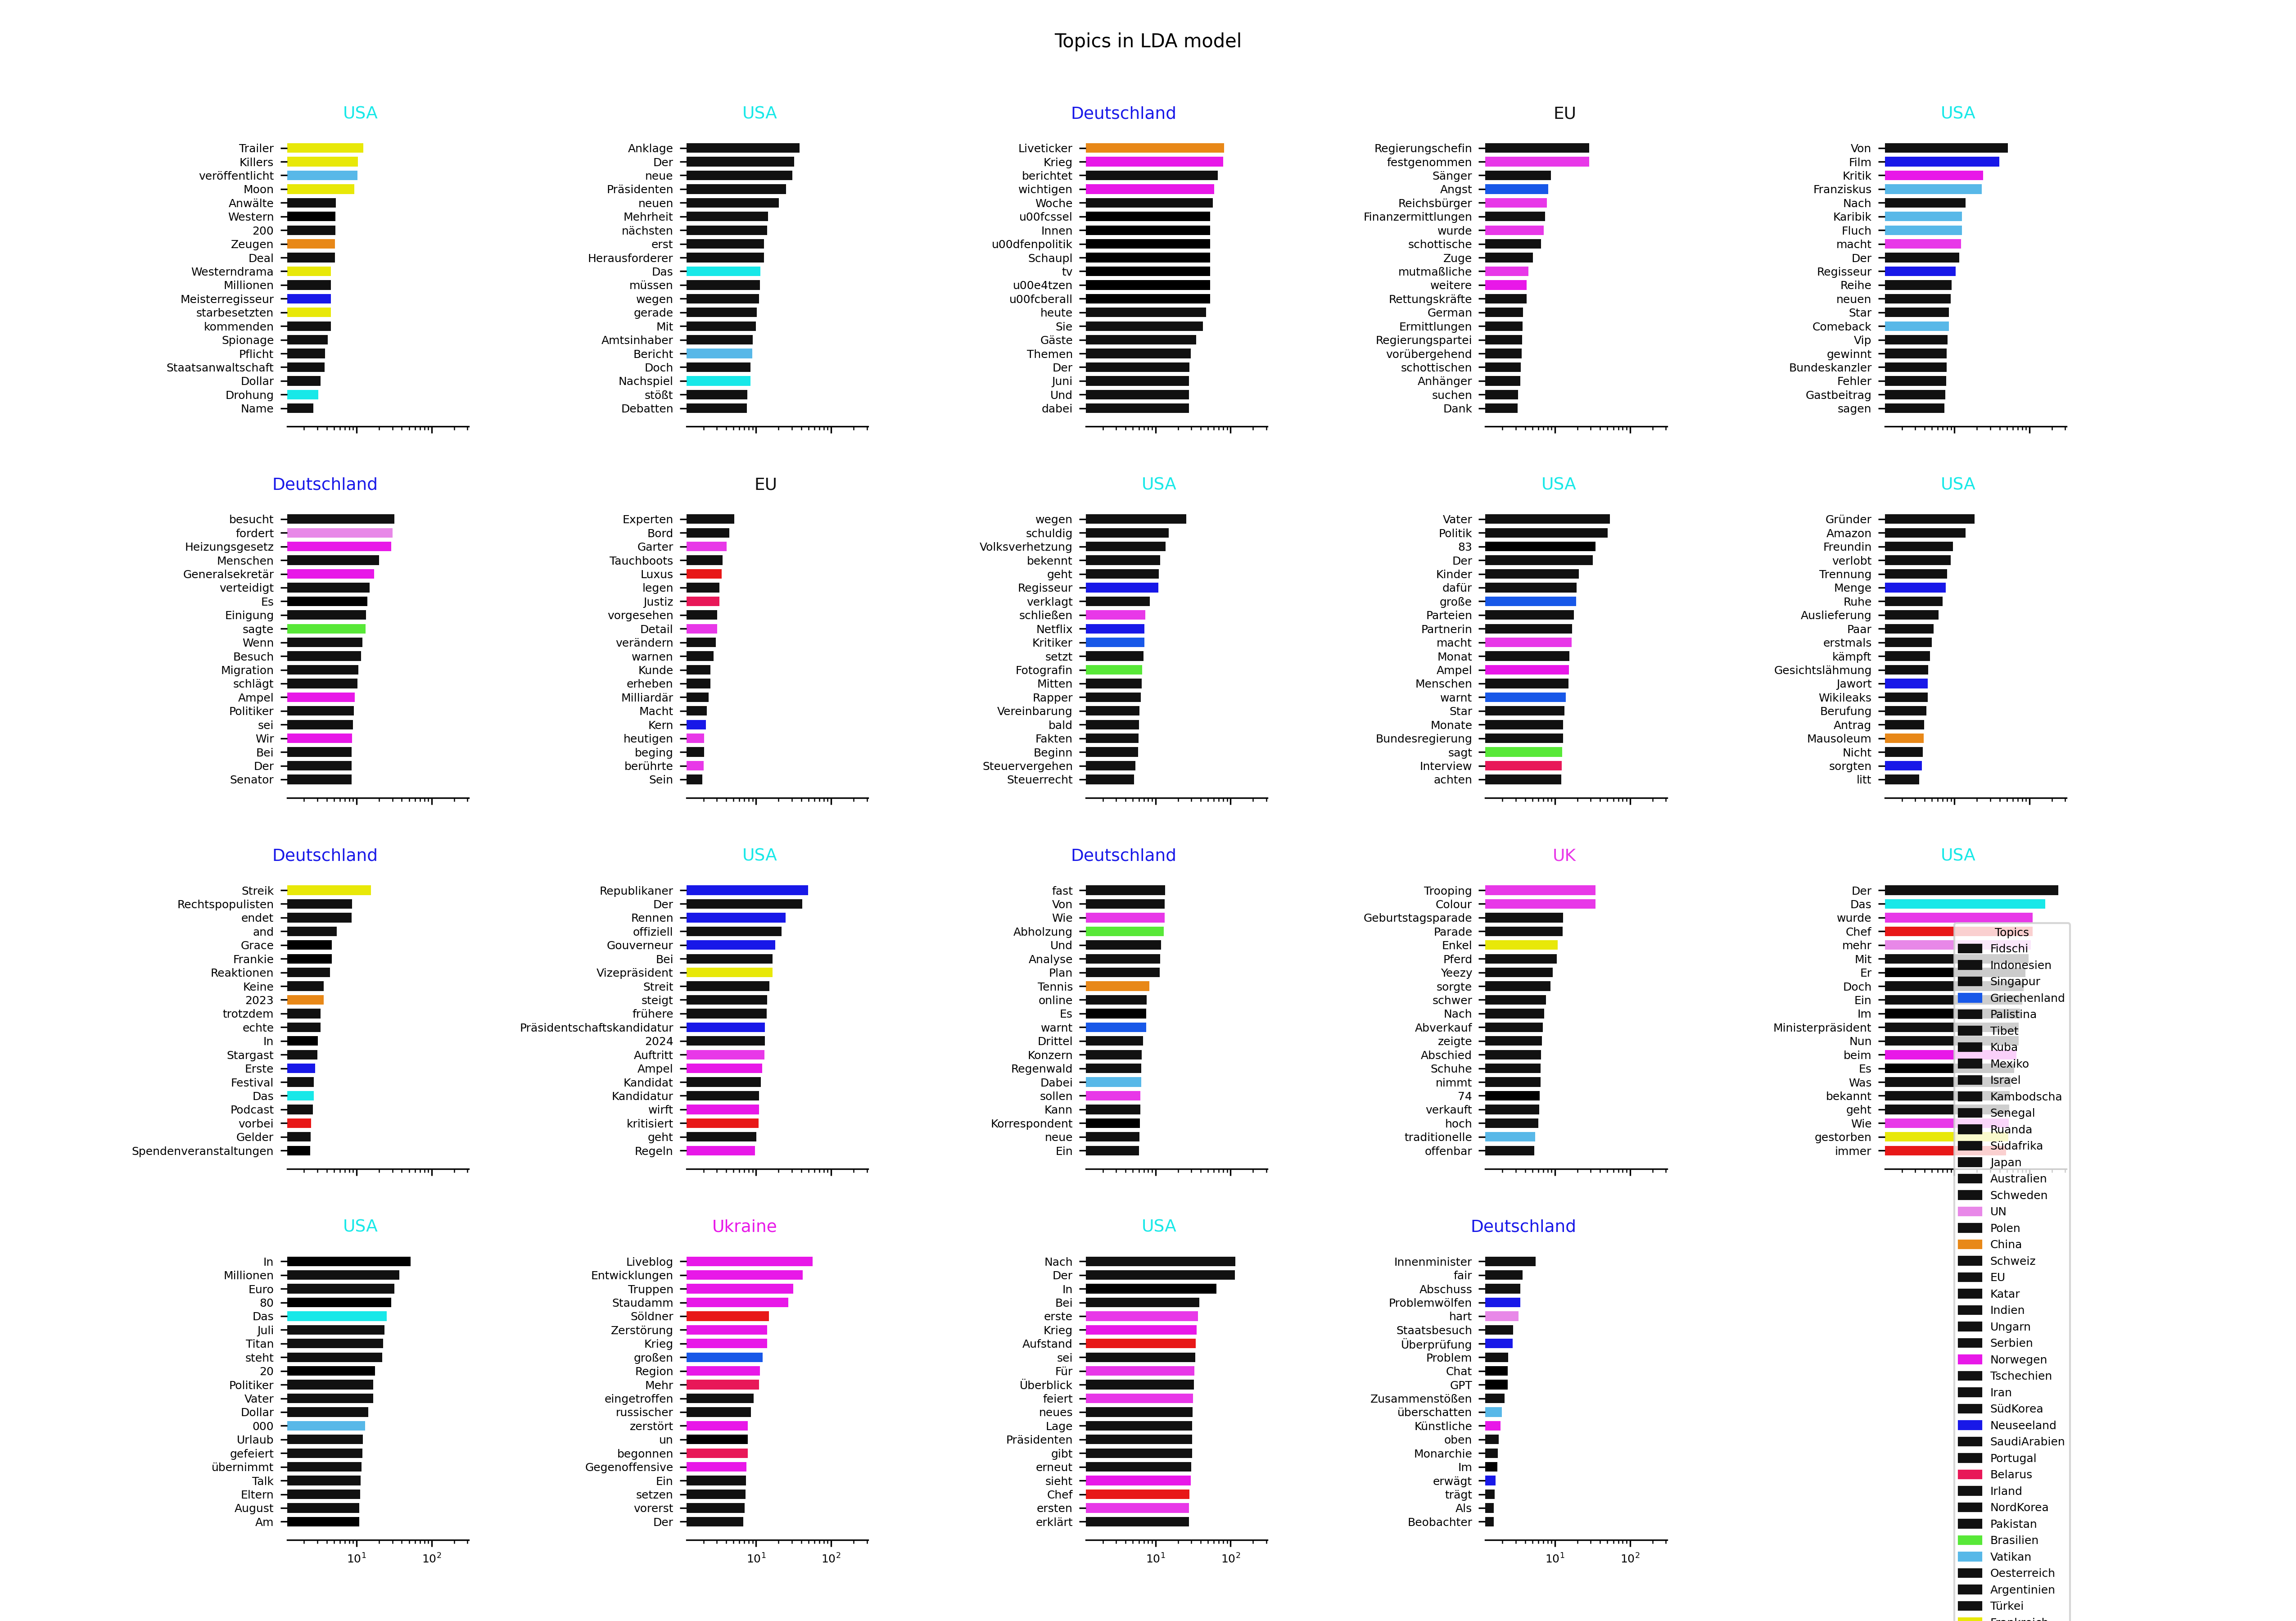 Topics in LDA model
USA
Trailer
Killers
veröffentlicht
Moon
Anwälte
Western
200
Zeugen
Deal
Westerndrama
Millionen
Meisterregisseur
starbesetzten
kommenden
Spionage
Pflicht
Staatsanwaltschaft
Dollar
Drohung
Name
USA
Anklage
Der
neue
Präsidenten
neuen
Mehrheit
nächsten
erst
Herausforderer
Das
müssen
wegen
gerade
Mit
Amtsinhaber
Bericht
Doch
Nachspiel
stößt
Debatten
Deutschland
Liveticker
Krieg
berichtet
wichtigen
Woche
u00fcssel
Innen
u00dfenpolitik
Schaupl
tv
u00e4tzen
u00fcberall
heute
Sie
Gäste
Themen
Der
Juni
Und
dabei
EU
Regierungschefin
festgenommen
Sänger
Angst
Reichsbürger
Finanzermittlungen
wurde
schottische
Zuge
mutmaßliche
weitere
Rettungskräfte
German
Ermittlungen
Regierungspartei
vorübergehend
schottischen
Anhänger
suchen
Dank
USA
Von
Film
Kritik
Franziskus
Nach
Karibik
Fluch
macht
Der
Regisseur
Reihe
neuen
Star
Comeback
Vip
gewinnt
Bundeskanzler
Fehler
Gastbeitrag
sagen
Deutschland
besucht
fordert
Heizungsgesetz
Menschen
Generalsekretär
verteidigt
Es
Einigung
sagte
Wenn
Besuch
Migration
schlägt
Ampel
Politiker
sei
Wir
Bei
Der
Senator
EU
Experten
Bord
Garter
Tauchboots
Luxus
legen
Justiz
vorgesehen
Detail
verändern
warnen
Kunde
erheben
Milliardär
Macht
Kern
heutigen
beging
berührte
Sein
USA
wegen
schuldig
Volksverhetzung
bekennt
geht
Regisseur
verklagt
schließen
Netflix
Kritiker
setzt
Fotografin
Mitten
Rapper
Vereinbarung
bald
Fakten
Beginn
Steuervergehen
Steuerrecht
USA
Vater
Politik
83
Der
Kinder
dafür
große
Parteien
Partnerin
macht
Monat
Ampel
Menschen
warnt
Star
Monate
Bundesregierung
sagt
Interview
achten
USA
Gründer
Amazon
Freundin
verlobt
Trennung
Menge
Ruhe
Auslieferung
Paar
erstmals
kämpft
Gesichtslähmung
Jawort
Wikileaks
Berufung
Antrag
Mausoleum
Nicht
sorgten
litt
Deutschland
Streik
Rechtspopulisten
endet
and
Grace
Frankie
Reaktionen
Keine
2023
trotzdem
echte
In
Stargast
Erste
Festival
Das
Podcast
vorbei
Gelder
Spendenveranstaltungen
USA
Republikaner
Der
Rennen
offiziell
Gouverneur
Bei
Vizepräsident
Streit
steigt
frühere
Präsidentschaftskandidatur
2024
Auftritt
Ampel
Kandidat
Kandidatur
wirft
kritisiert
geht
Regeln
Deutschland
fast
Von
Wie
Abholzung
Und
Analyse
Plan
Tennis
online
Es
warnt
Drittel
Konzern
Regenwald
Dabei
sollen
Kann
Korrespondent
neue
Ein
UK
Trooping
Colour
Geburtstagsparade
Parade
Enkel
Pferd
Yeezy
sorgte
schwer
Nach
Abverkauf
zeigte
Abschied
Schuhe
nimmt
74
verkauft
hoch
traditionelle
offenbar
USA
Der
Das
wurde
Chef
mehr
Mit
Er
Doch
Ein
Im
Ministerpräsident
Nun
beim
Es
Was
bekannt
geht
Wie
gestorben
immer
USA
In
Millionen
Euro
80
Das
Juli
Titan
steht
20
Politiker
Vater
Dollar
000
Urlaub
gefeiert
übernimmt
Talk
Eltern
August
Am
10^1
10^2
Ukraine
Liveblog
Entwicklungen
Truppen
Staudamm
Söldner
Zerstörung
Krieg
großen
Region
Mehr
eingetroffen
russischer
zerstört
un
begonnen
Gegenoffensive
Ein
setzen
vorerst
Der
10^1
10^2
USA
Nach
Der
In
Bei
erste
Krieg
Aufstand
sei
Für
Überblick
feiert
neues
Lage
Präsidenten
gibt
erneut
sieht
Chef
ersten
erklärt
10^1
10^2
Deutschland
Innenminister
fair
Abschuss
Problemwölfen
hart
Staatsbesuch
Überprüfung
Problem
Chat
GPT
Zusammenstößen
überschatten
Künstliche
oben
Monarchie
Im
erwägt
trägt
Als
Beobachter
10^1
10^2
Topics
Fidschi
Indonesien
Singapur
Griechenland
Palistina
Tibet
Kuba
Mexiko
Israel
Kambodscha
Senegal
Ruanda
Südafrika
Japan
Australien
Schweden
UN
Polen
China
Schweiz
EU
Katar
Indien
Ungarn
Serbien
Norwegen
Tschechien
Iran
SüdKorea
Neuseeland
SaudiArabien
Portugal
Belarus
Irland
NordKorea
Pakistan
Brasilien
Vatikan
Oesterreich
Argentinien
Türkei